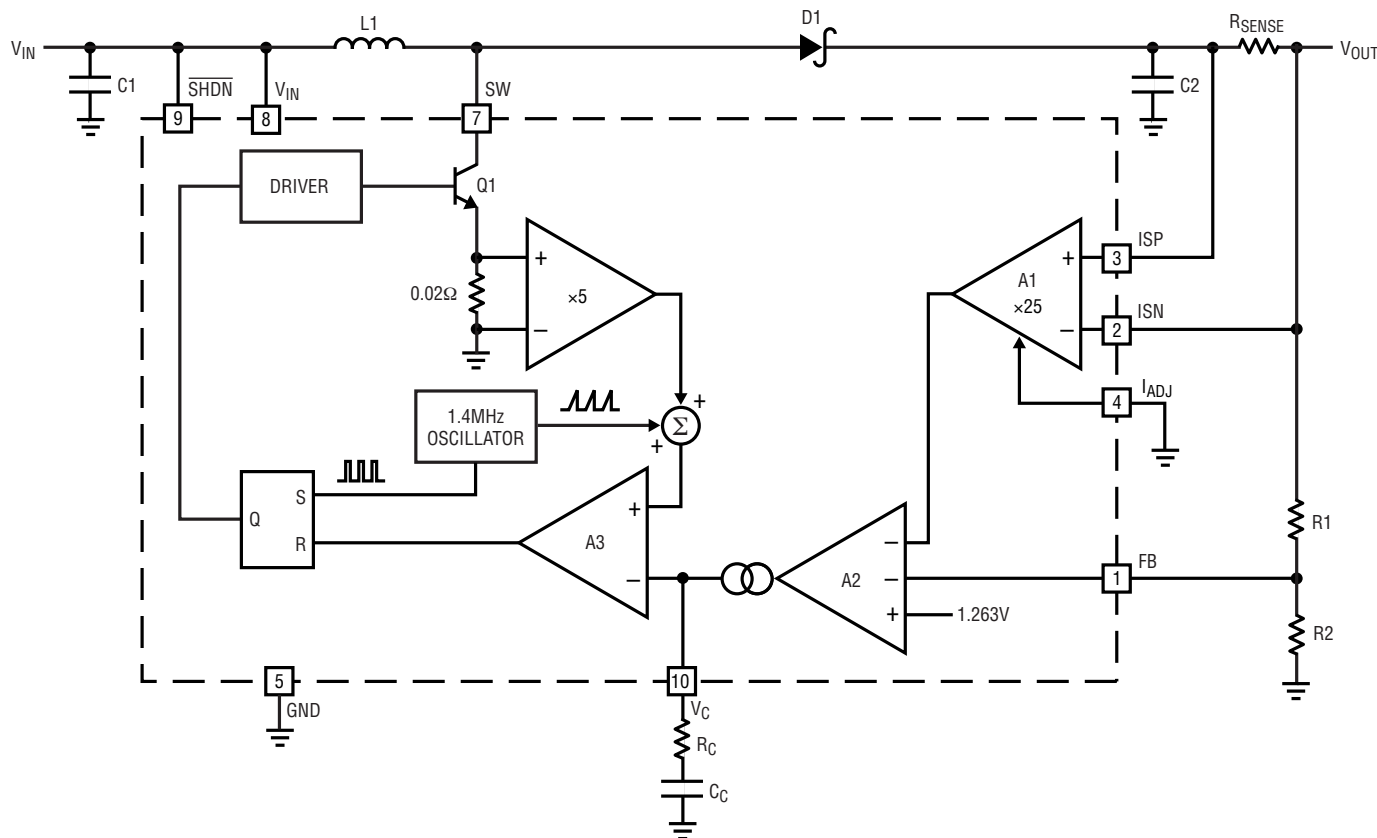 L1
D1
RSENSE
VIN
VOUT
C1
SHDN
VIN
SW
C2
9
8
7
DRIVER
Q1
ISP
+
3
+
A1
0.02Ω
×5
×25
ISN
−
−
2
IADJ
4
+
1.4MHz
OSCILLATOR
Σ
+
S
+
R1
Q
−
R
A3
FB
−
A2
−
1
+
1.263V
R2
5
10
GND
VC
RC
CC